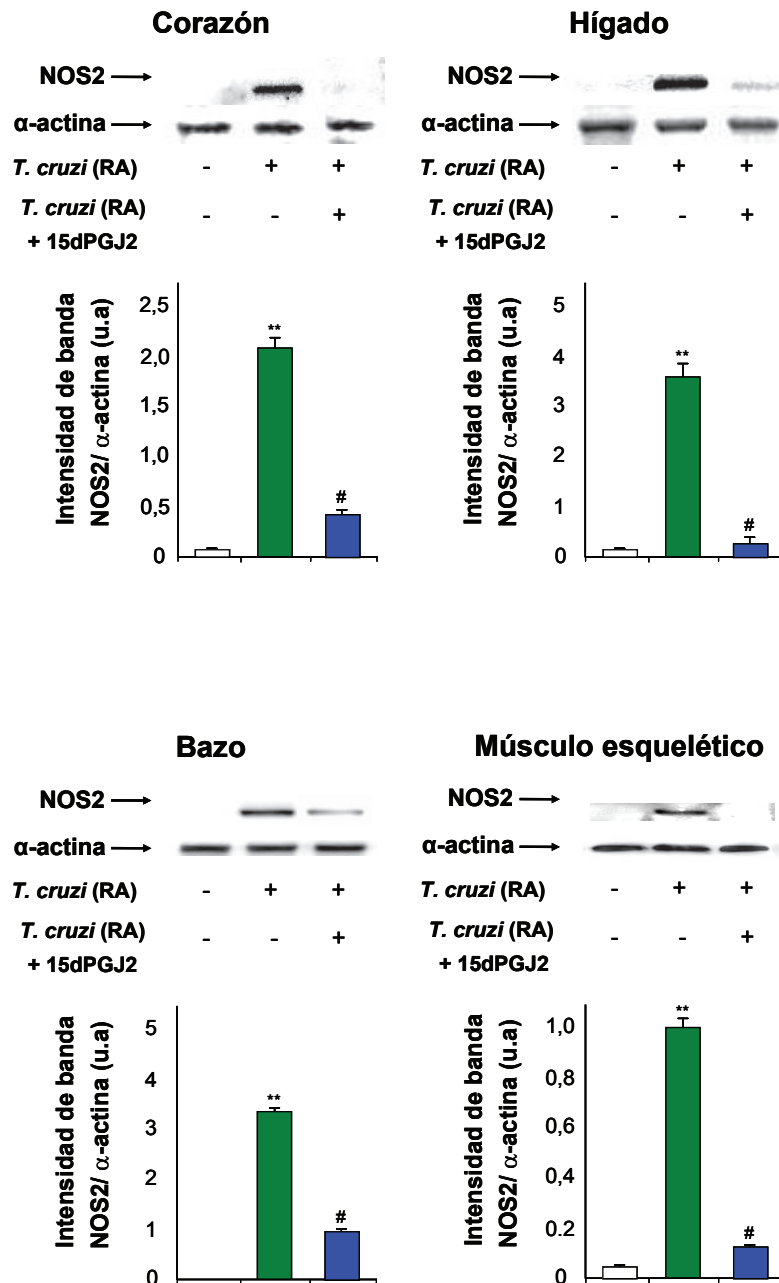 Corazón
NOS2
α-actina
T. cruzi (RA) - + +
T. cruzi (RA)
+ 15dPGJ2 - - +
Intensidad de banda
NOS2/ α-actina (u.a)
2,5
2.0
1,5
1,0
0,5
0
**
#
Hígado
NOS2
α-actina
T. cruzi (RA) - + +
T. cruzi (RA)
+ 15dPGJ2 - - +
Intensidad de banda
NOS2/ α-actina (u.a)
5
4
3
2
1
0
**
#
Bazo
NOS2
α-actina
T. cruzi (RA) - + +
T. cruzi (RA)
+ 15dPGJ2 - - +
Intensidad de banda
NOS2/ α-actina (u.a)
5
4
3
2
1
0
**
#
Músculo esquelético
NOS2
α-actina
T. cruzi (RA) - + +
T. cruzi (RA)
+ 15dPGJ2 - - +
Intensidad de banda
NOS2/ α-actina (u.a)
1,0
0,8
0,6
0,4
0.2
0
**
#